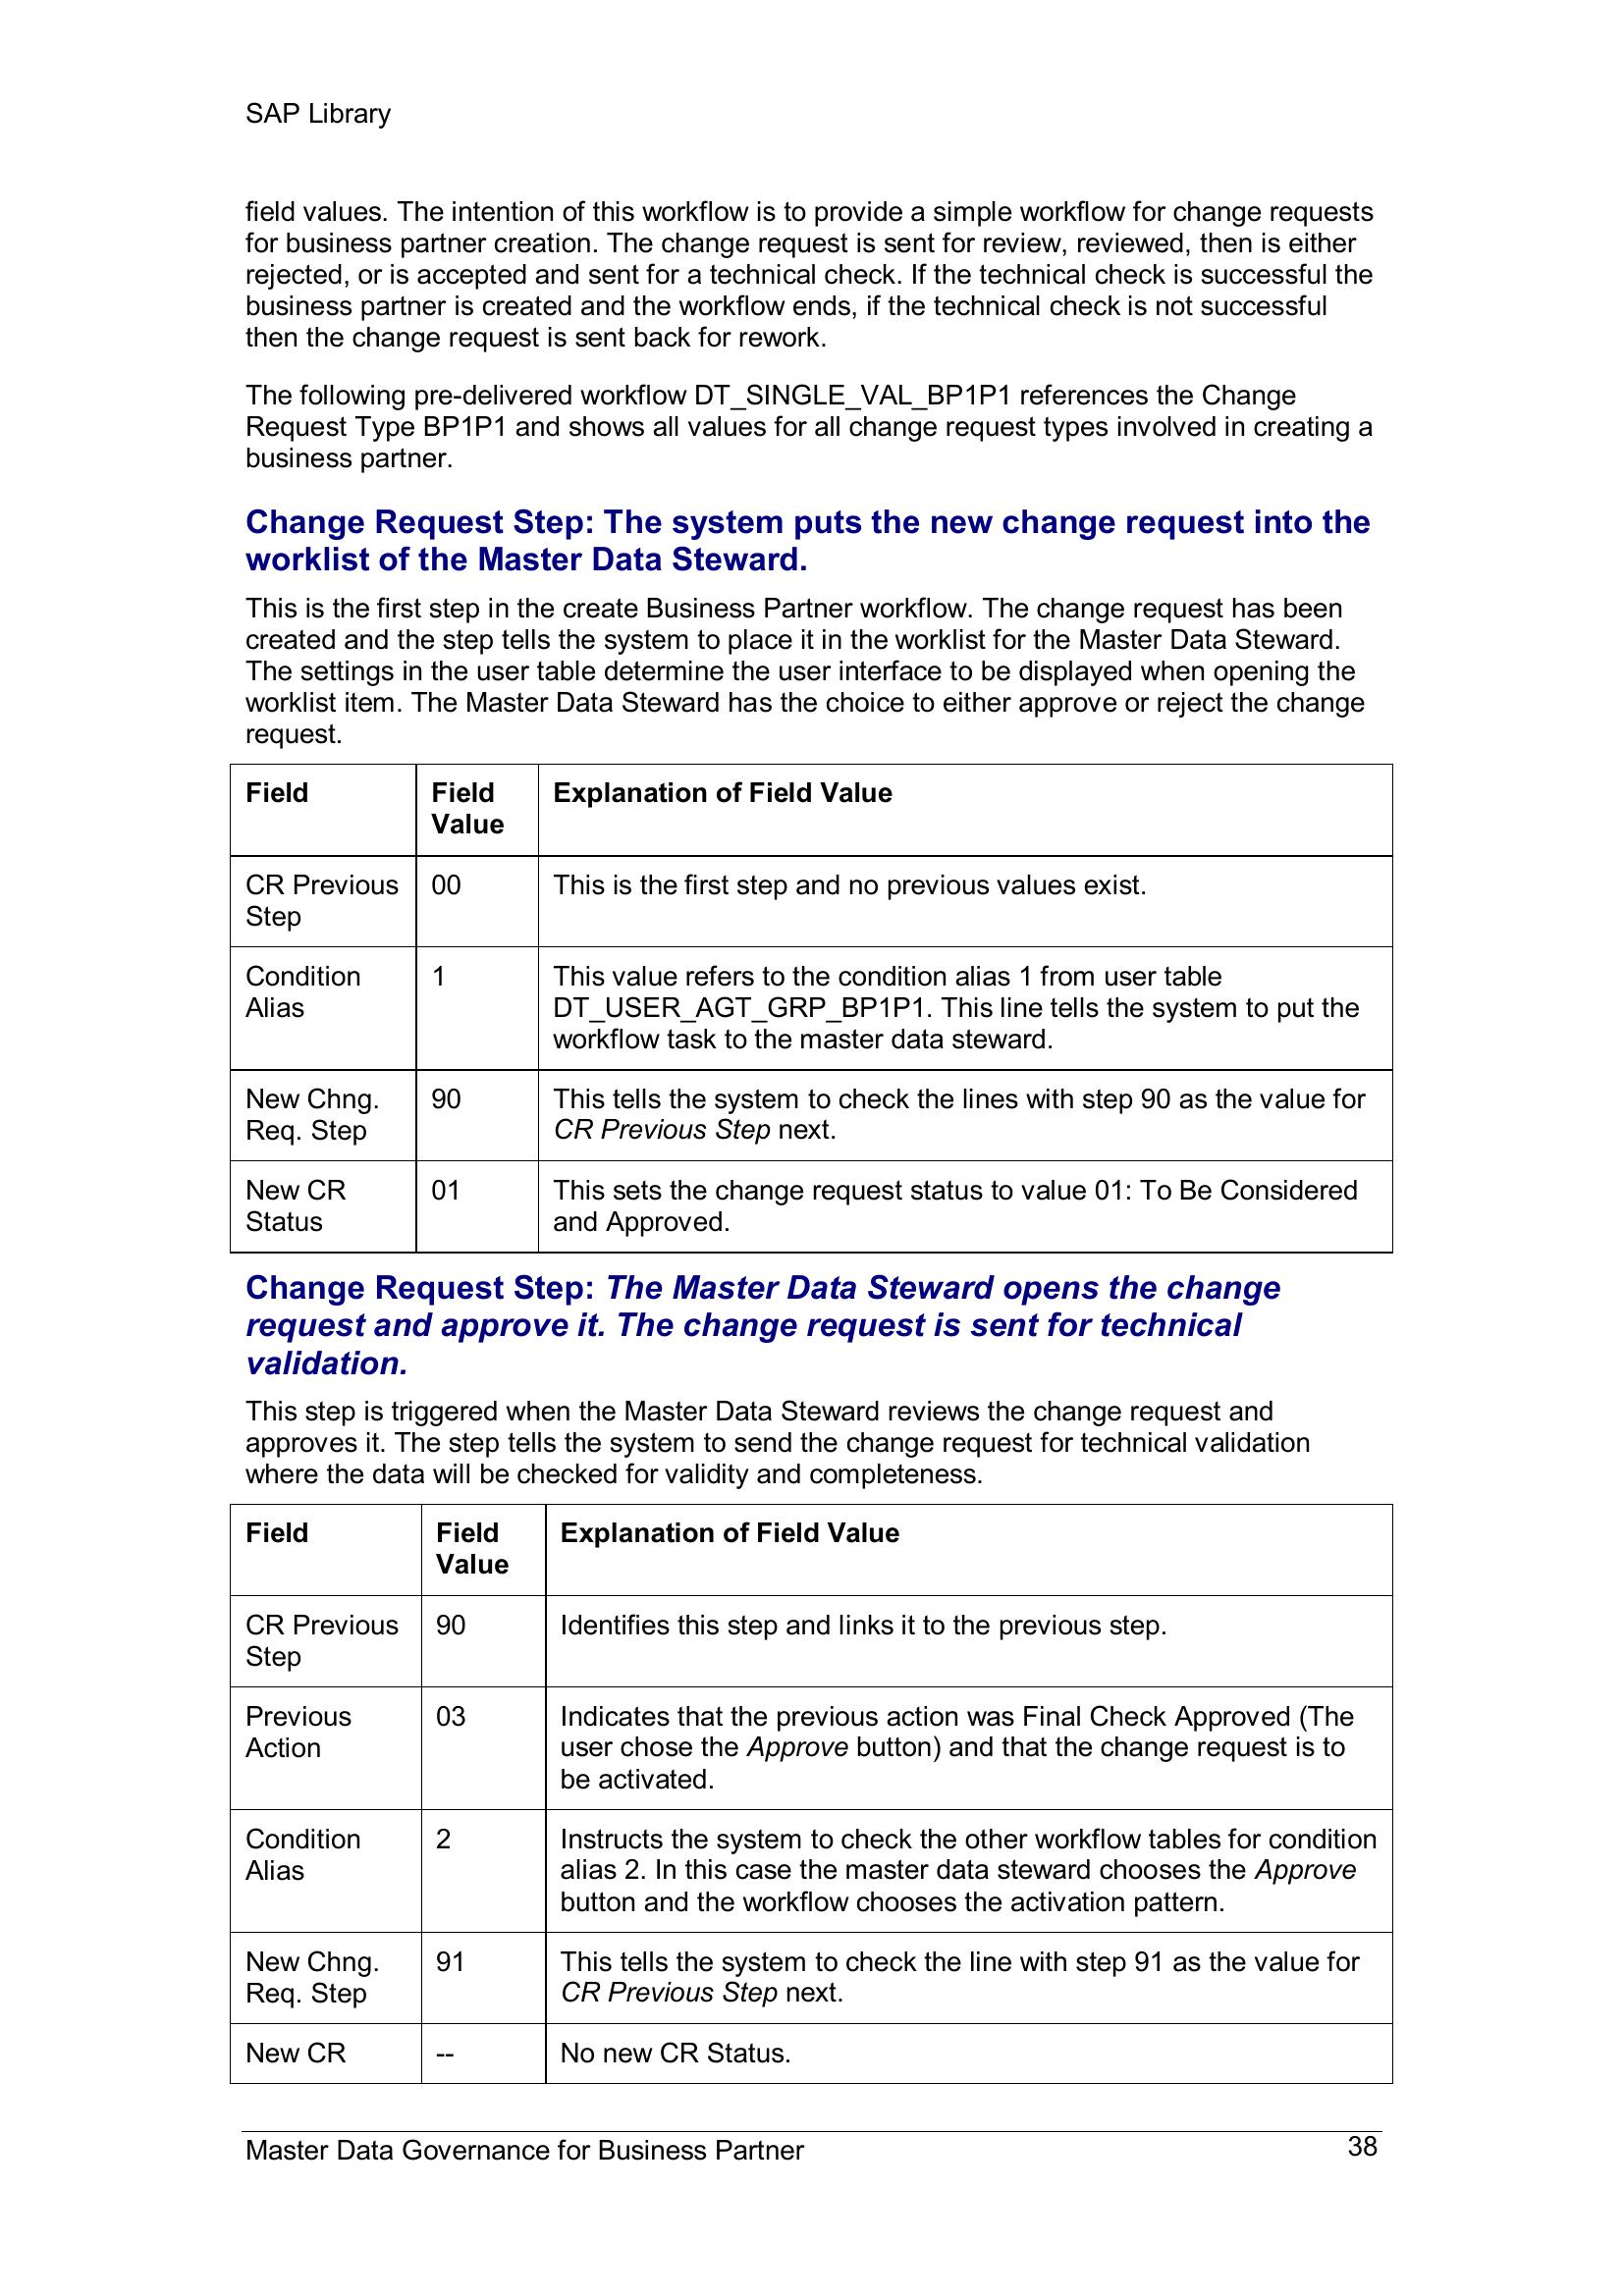 SAP Library
field values. The intention of this workflow is to provide a simple workflow for change requests
for business partner creation. The change request is sent for review, reviewed, then is either
rejected, or is accepted and sent for a technical check. If the technical check is successful the
business partner is created and the workflow ends, if the technical check is not successful
then the change request is sent back for rework.
The following pre-delivered workflow DT_SINGLE_VAL_BP1P1 references the Change
Request Type BP1P1 and shows all values for all change request types involved in creating a
business partner.
Change Request Step: The system puts the new change request into the
worklist of the Master Data Steward.
This is the first step in the create Business Partner workflow. The change request has been
created and the step tells the system to place it in the worklist for the Master Data Steward.
The settings in the user table determine the user interface to be displayed when opening the
worklist item. The Master Data Steward has the choice to either approve or reject the change
request.
Field
Field
Value
Explanation of Field Value
CR Previous
Step
00
This is the first step and no previous values exist.
Condition
Alias
1
This value refers to the condition alias 1 from user table
DT_USER_AGT_GRP_BP1P1. This line tells the system to put the
workflow task to the master data steward.
New Chng.
Req. Step
90
This tells the system to check the lines with step 90 as the value for
CR Previous Step next.
New CR
Status
01
This sets the change request status to value 01: To Be Considered
and Approved.
Change Request Step: The Master Data Steward opens the change
request and approve it. The change request is sent for technical
validation.
This step is triggered when the Master Data Steward reviews the change request and
approves it. The step tells the system to send the change request for technical validation
where the data will be checked for validity and completeness.
Field
Field
Value
Explanation of Field Value
CR Previous
Step
90
Identifies this step and links it to the previous step.
Previous
Action
03
Indicates that the previous action was Final Check Approved (The
user chose the Approve button) and that the change request is to
be activated.
Condition
Alias
2
Instructs the system to check the other workflow tables for condition
alias 2. In this case the master data steward chooses the Approve
button and the workflow chooses the activation pattern.
New Chng.
Req. Step
91
This tells the system to check the line with step 91 as the value for
CR Previous Step next.
New CR
--
No new CR Status.
Master Data Governance for Business Partner
38